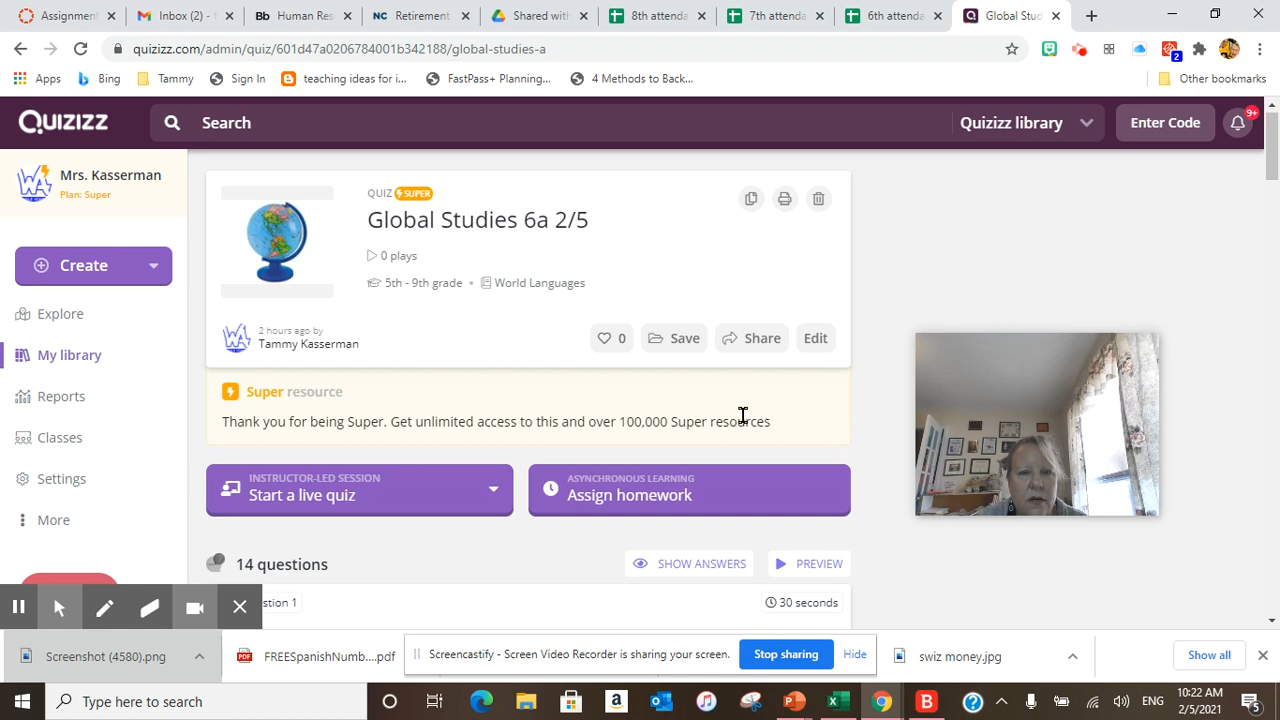 Assignment
Inbox (2) -
Bb Human Res
NC Retirement
Shared with
8th attenda
7th attenda
6th attenda
Global Stud
quizizz.com/admin/quiz/601d47a0206784001b342188/global-studies-a
2
Apps
Bing
Tammy
Sign In
teaching ideas for i...
FastPass+ Planning...
4 Methods to Back...
Other bookmarks
Quizizz
Search
Quizizz library
Enter Code
9+
Mrs. Kasserman
Plan: Super
Create
Explore
My library
Reports
Classes
Settings
More
QUIZ SUPER
Global Studies 6a 2/5
0 plays
5th - 9th grade • World Languages
2 hours ago by
Tammy Kasserman
0
Save
Share
Edit
Super resource
Thank you for being Super. Get unlimited access to this and over 100,000 Super resources
INSTRUCTOR-LED SESSION
Start a live quiz
ASYNCHRONOUS LEARNING
Assign homework
14 questions
SHOW ANSWERS
PREVIEW
stion 1
30 seconds
Screenshot (4580).png
FREESpanishNumb....pdf
Screencastify - Screen Video Recorder is sharing your screen.
Stop sharing
Hide
swiz money.jpg
Show all
Type here to search
ENG
10:22 AM
2/5/2021
5